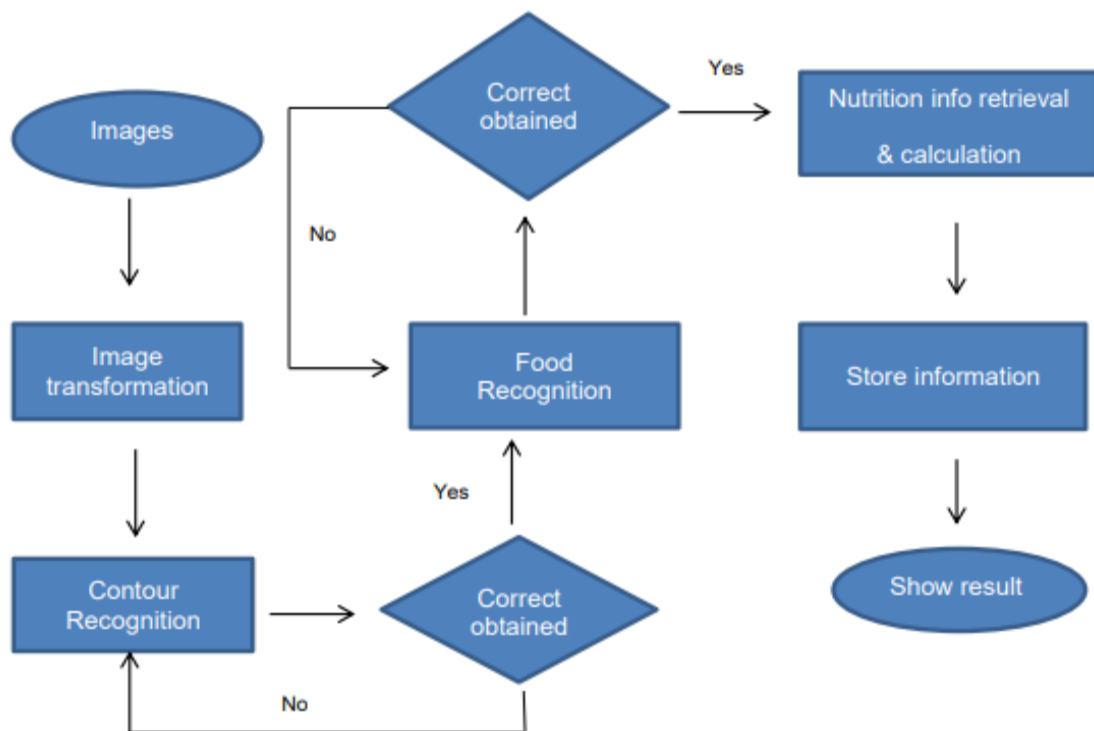 Images
Image
transformation
Contour
Recognition
Correct
obtained
No
Yes
Food
Recognition
Correct
obtained
No
Yes
Nutrition info retrieval
& calculation
Store information
Show result